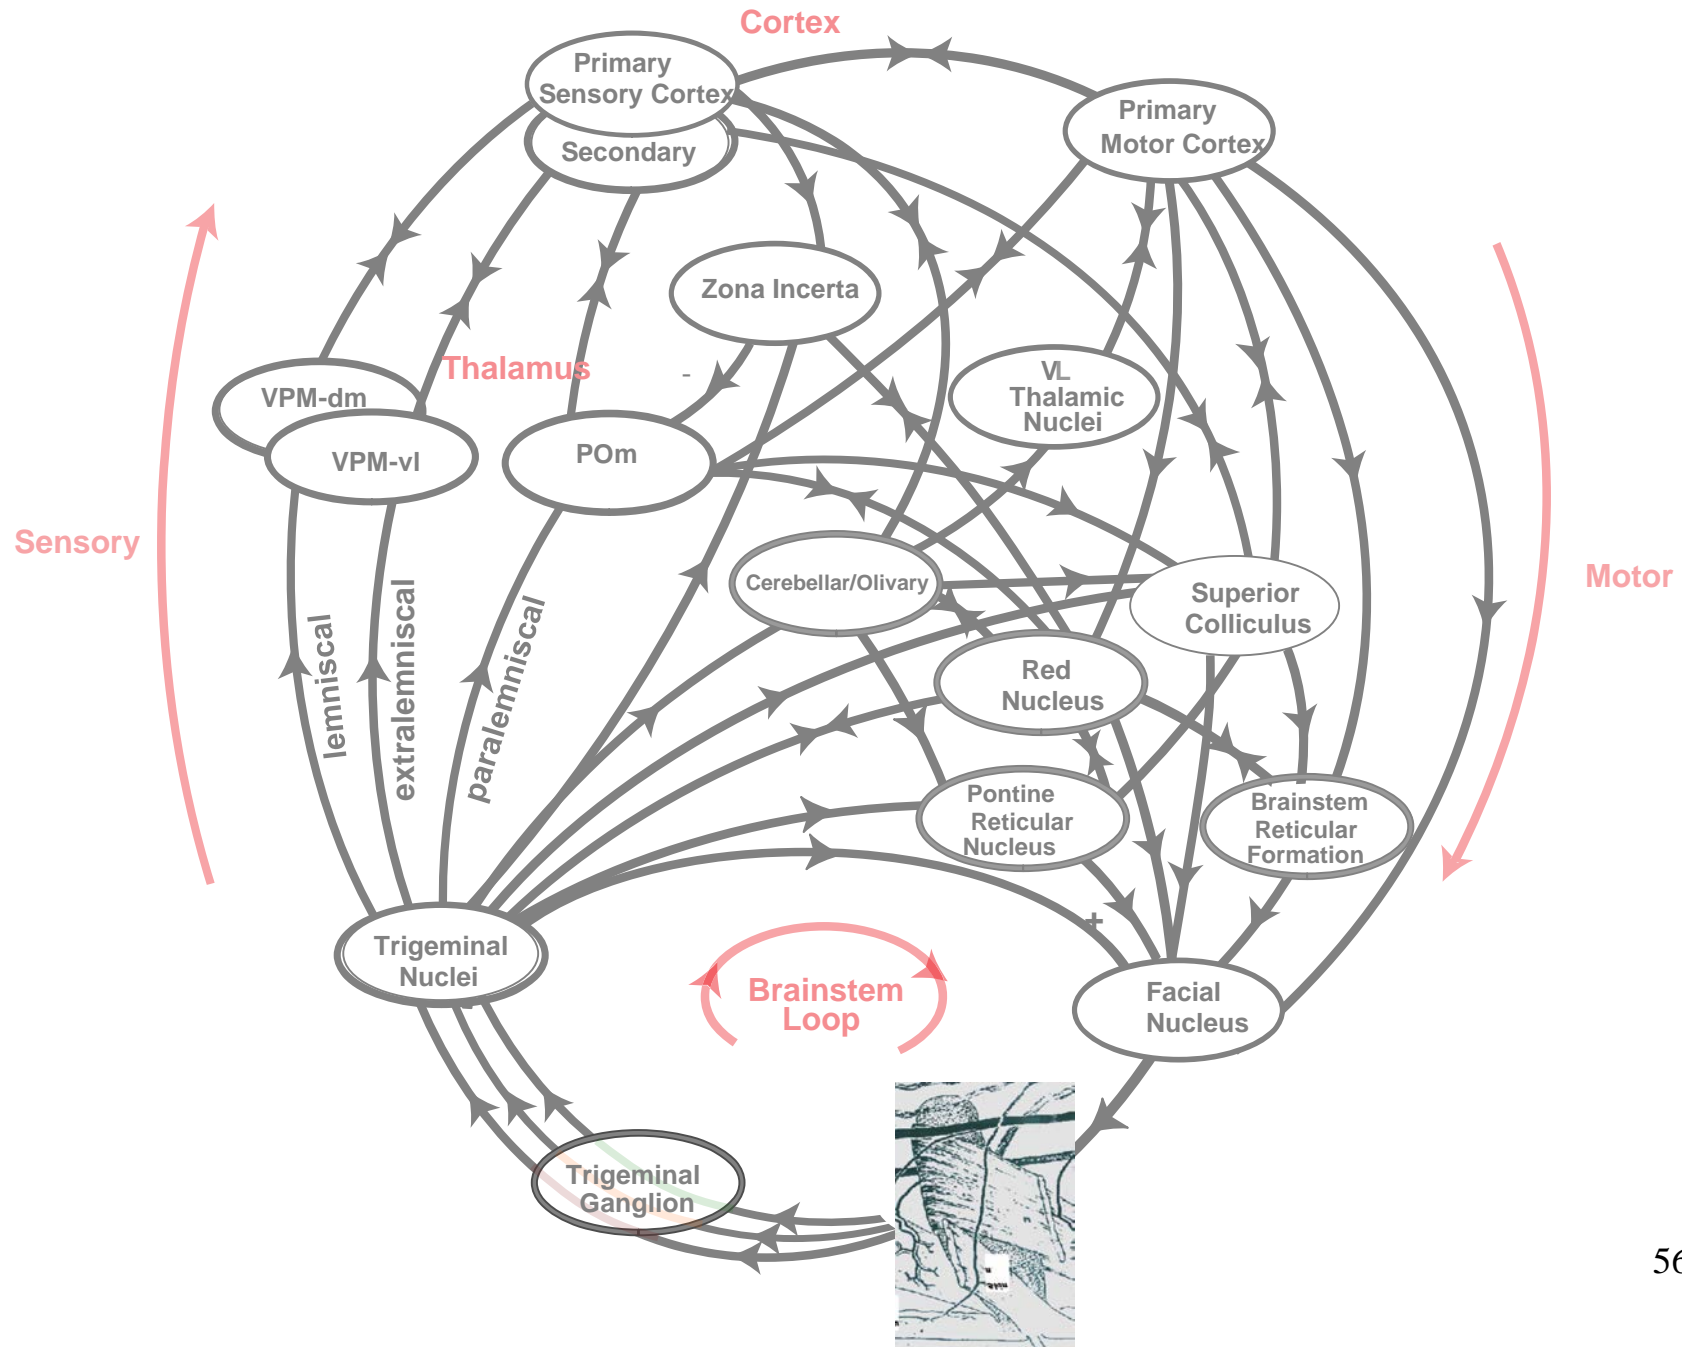 Cortex
Primary
Sensory Cortex
Secondary
Primary
Motor Cortex
Zona Incerta
Thalamus
-
VPM-dm
VPM-vl
POm
VL
Thalamic
Nuclei
Sensory
Motor
lemniscal
extralemniscal
paralemniscal
Cerebellar/Olivary
Superior
Colliculus
Red
Nucleus
Pontine
Reticular
Nucleus
Brainstem
Reticular
Formation
+
Trigeminal
Nuclei
Brainstem
Loop
Facial
Nucleus
Trigeminal
Ganglion
56